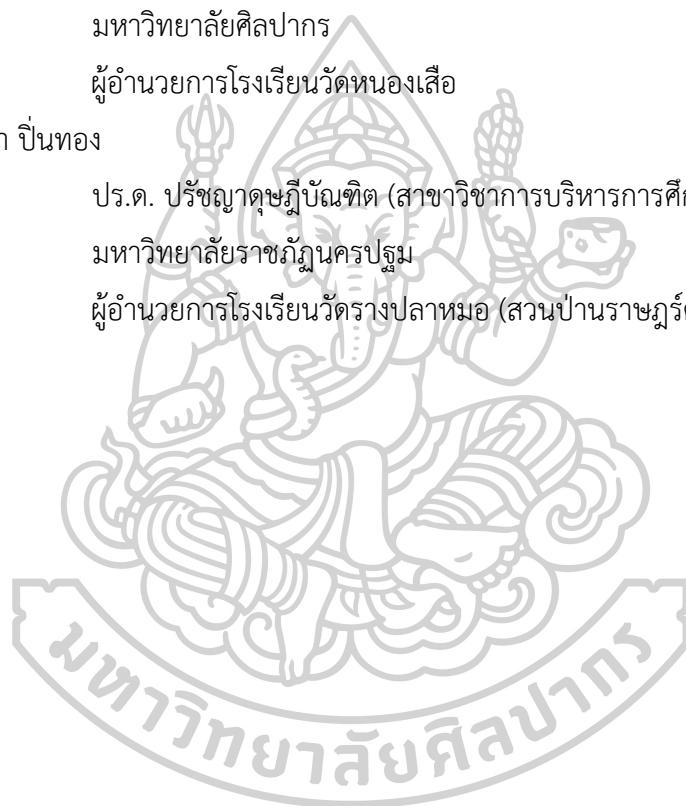 มหาวิทยาลัยศิลปากร
ผู้อำนวยการโรงเรียนวัดหนองเสือ
ปิ่นทอง
ปร.ด. ปรัชญาดุษฎีบัณฑิต (สาขาวิชาการบริหารการศึก
มหาวิทยาลัยราชภัฏนครปฐม
ผู้อำนวยการโรงเรียนวัดรางปลาหมอ (สวนป่านราษฎร์
มหาวิทยาลัยศิลปากร